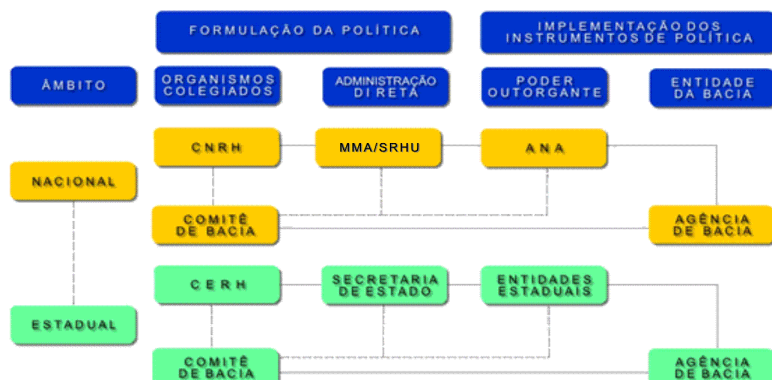 FORMULAÇÃO DA POLÍTICA
IMPLEMENTAÇÃO DOS
INSTRUMENTOS DE POLÍTICA
ÂMBITO
ORGANISMOS
COLEGIADOS
ADMINISTRAÇÃO
DIRETA
PODER
OUTORGANTE
ENTIDADE
DA BACIA
CNRH
MMA/SRHU
ANA
NACIONAL
COMITÊ
DE BACIA
AGÊNCIA
DE BACIA
CERH
SECRETARIA
DE ESTADO
ENTIDADES
ESTADUAIS
ESTADUAL
COMITÊ
DE BACIA
AGÊNCIA
DE BACIA